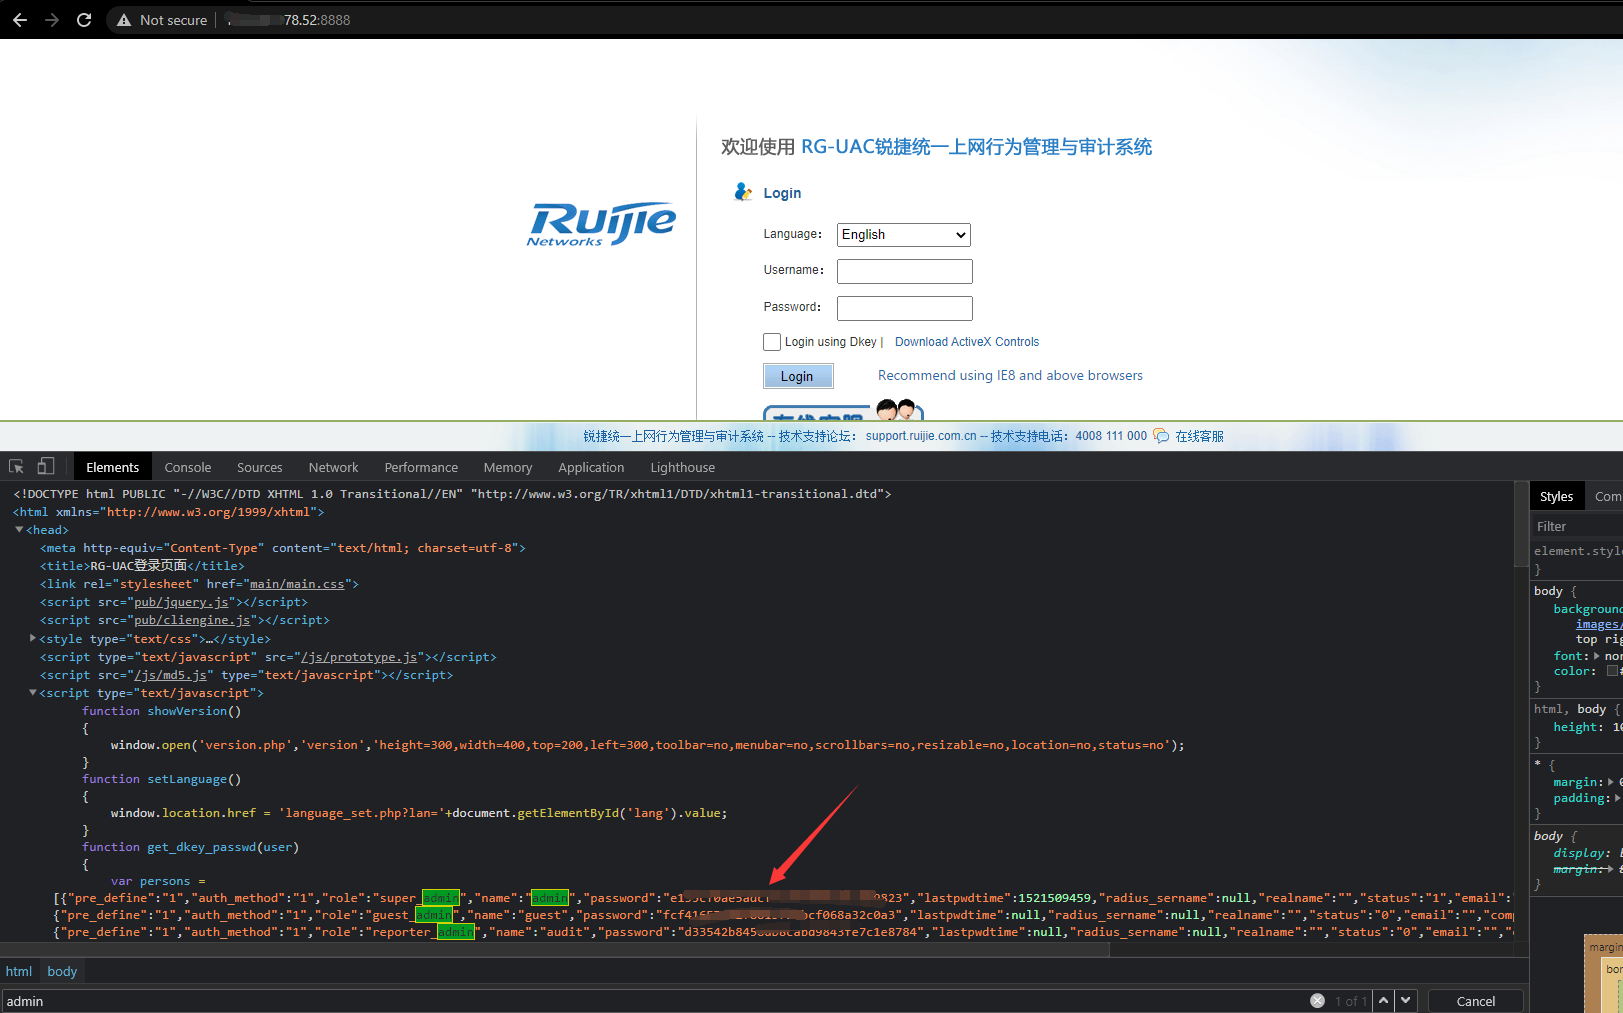 Not secure
78.52:8888
欢迎使用 RG-UAC锐捷统一上网行为管理与审计系统
Ruijie
Networks
Login
Language：
English
Username：
Password：
Login using Dkey | Download ActiveX Controls
Login
Recommend using IE8 and above browsers
在线客服
锐捷统一上网行为管理与审计系统 -- 技术支持论坛： support.ruijie.com.cn -- 技术支持电话：4008 111 000 在线客服
Elements Console Sources Network Performance Memory Application Lighthouse
<!DOCTYPE html PUBLIC "-//W3C//DTD XHTML 1.0 Transitional//EN" "http://www.w3.org/TR/xhtml1/DTD/xhtml1-transitional.dtd">
<html xmlns="http://www.w3.org/1999/xhtml">
<head>
<meta http-equiv="Content-Type" content="text/html; charset=utf-8">
<title>RG-UAC登录页面</title>
<link rel="stylesheet" href="main/main.css">
<script src="pub/jquery.js"></script>
<script src="pub/cliengine.js"></script>
<style type="text/css">…</style>
<script type="text/javascript" src="/js/prototype.js"></script>
<script src="/js/md5.js" type="text/javascript"></script>
<script type="text/javascript">
function showVersion()
{
window.open('version.php','version','height=300,width=400,top=200,left=300,toolbar=no,menubar=no,scrollbars=no,resizable=no,location=no,status=no');
}
function setLanguage()
{
window.location.href = 'language_set.php?lan='+document.getElementById('lang').value;
}
function get_dkey_passwd(user)
{
var persons =
[{"pre_define":"1","auth_method":"1","role":"super_admin","name":"admin","password":" 0823","lastpwdtime":1521509459,"radius_sername":null,"realname":"","status":"1","email":"
{"pre_define":"1","auth_method":"1","role":"guest_admin","name":"guest","password":" cf068a32c0a3","lastpwdtime":null,"radius_sername":null,"realname":"","status":"0","email":"","com
{"pre_define":"1","auth_method":"1","role":"reporter_admin","name":"audit","password":" ","lastpwdtime":null,"radius_sername":null,"realname":"","status":"0","email":"","
html body
admin
1 of 1
Cancel
Styles Com
Filter
element.style
}
body {
background
images/
top rig
font: nor
color:
}
html, body {
height: 10
}
* {
margin: 0
padding:
}
body {
display:
margin:
}
margin
bor